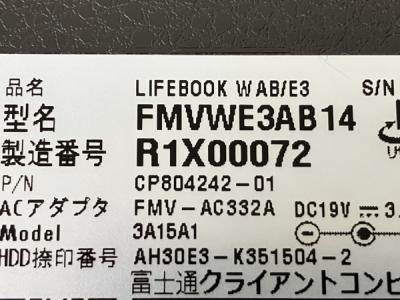 品名 LIFEBOOK WAB/E3 S/N
型名 FMVWE3AB14
製造番号 R1X00072
P/N CP804242-01
ACアダプタ FMV-AC332A DC19V 3.
Model 3A15A1
HDD捺印番号 AH30E3-K351504-2
富士通クライアントコンピ